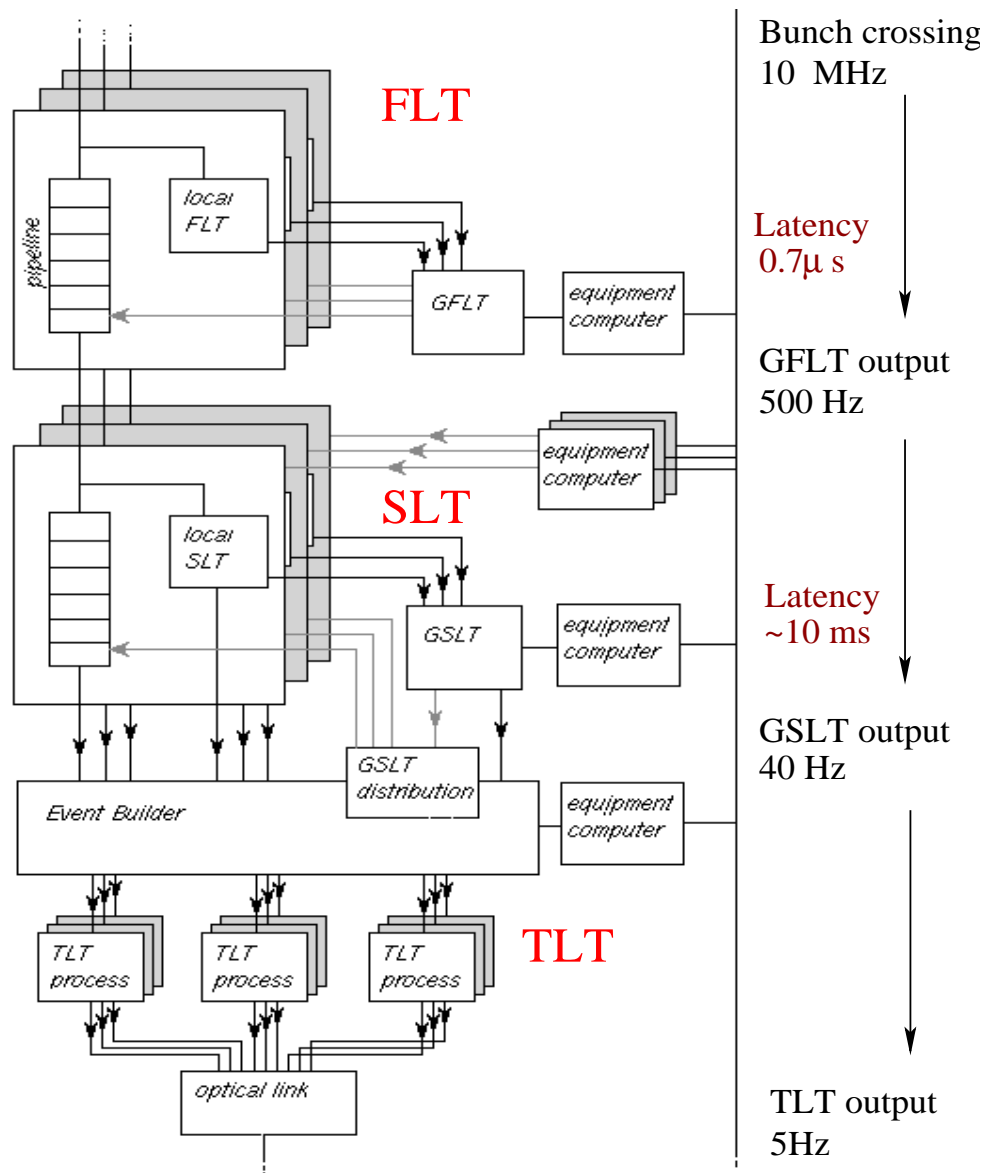 Bunch crossing
10 MHz
FLT
local
FLT
pipeline
Latency
0.7μ s
GFLT
equipment
computer
GFLT output
500 Hz
equipment
computer
SLT
local
SLT
Latency
~10 ms
GSLT
equipment
computer
GSLT output
40 Hz
GSLT
distribution
Event Builder
equipment
computer
TLT
TLT
process
TLT
process
TLT
process
optical link
TLT output
5Hz